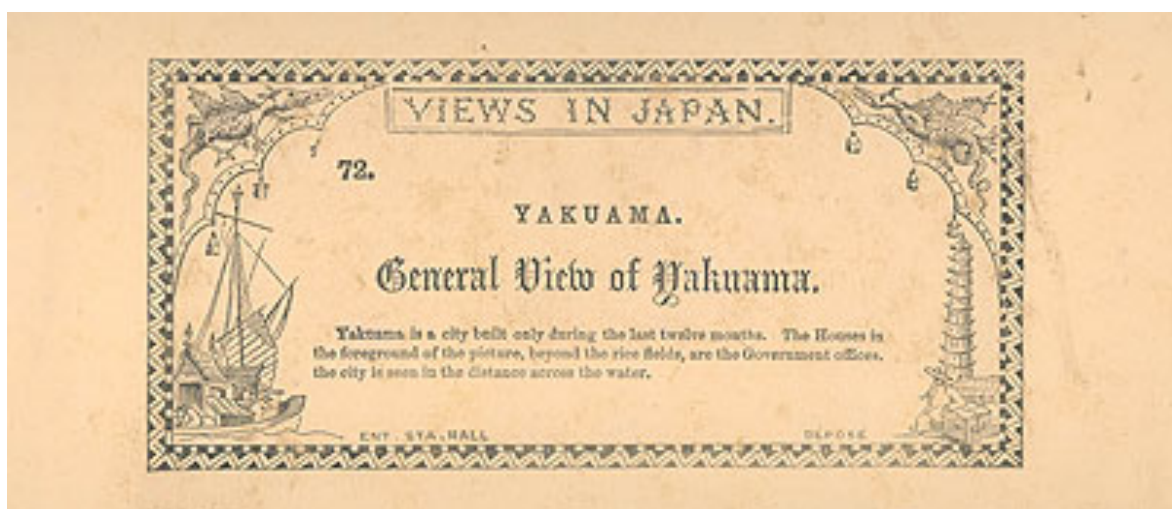 VIEWS IN JAPAN.
72.
YAKUAMA.
General View of Yakuama.
Yakuama is a city built only during the last twelve months. The Houses in
the foreground of the picture, beyond the rice fields, are the Government offices.
the city is seen in the distance across the water.
ENT. STA. HALL
DEPOSE